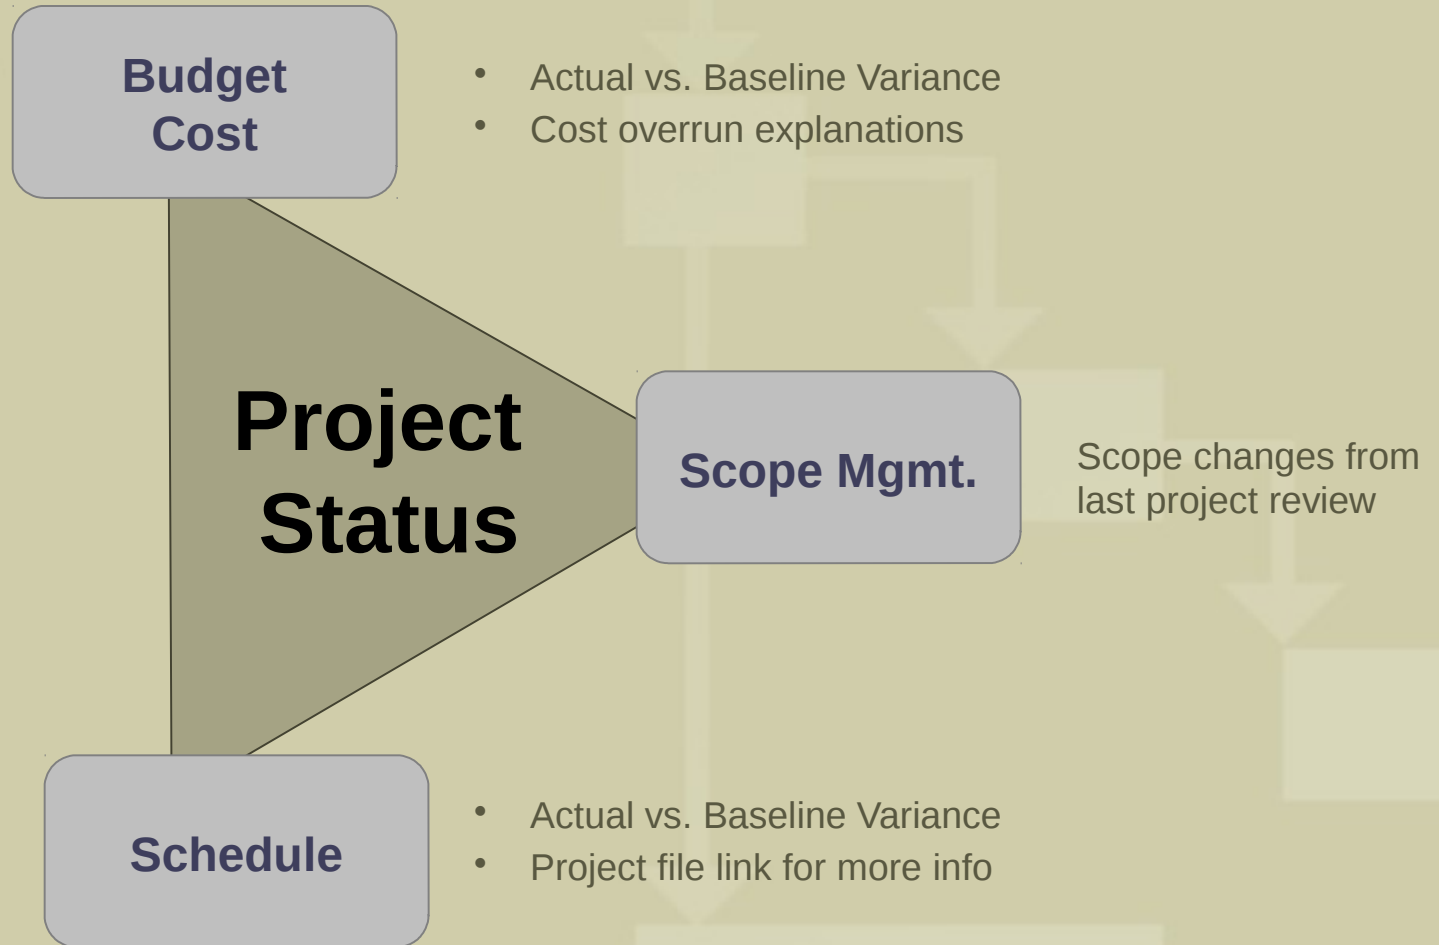 Budget
Cost
• Actual vs. Baseline Variance
• Cost overrun explanations
Project
Status
Scope Mgmt.
Scope changes from
last project review
Schedule
• Actual vs. Baseline Variance
• Project file link for more info